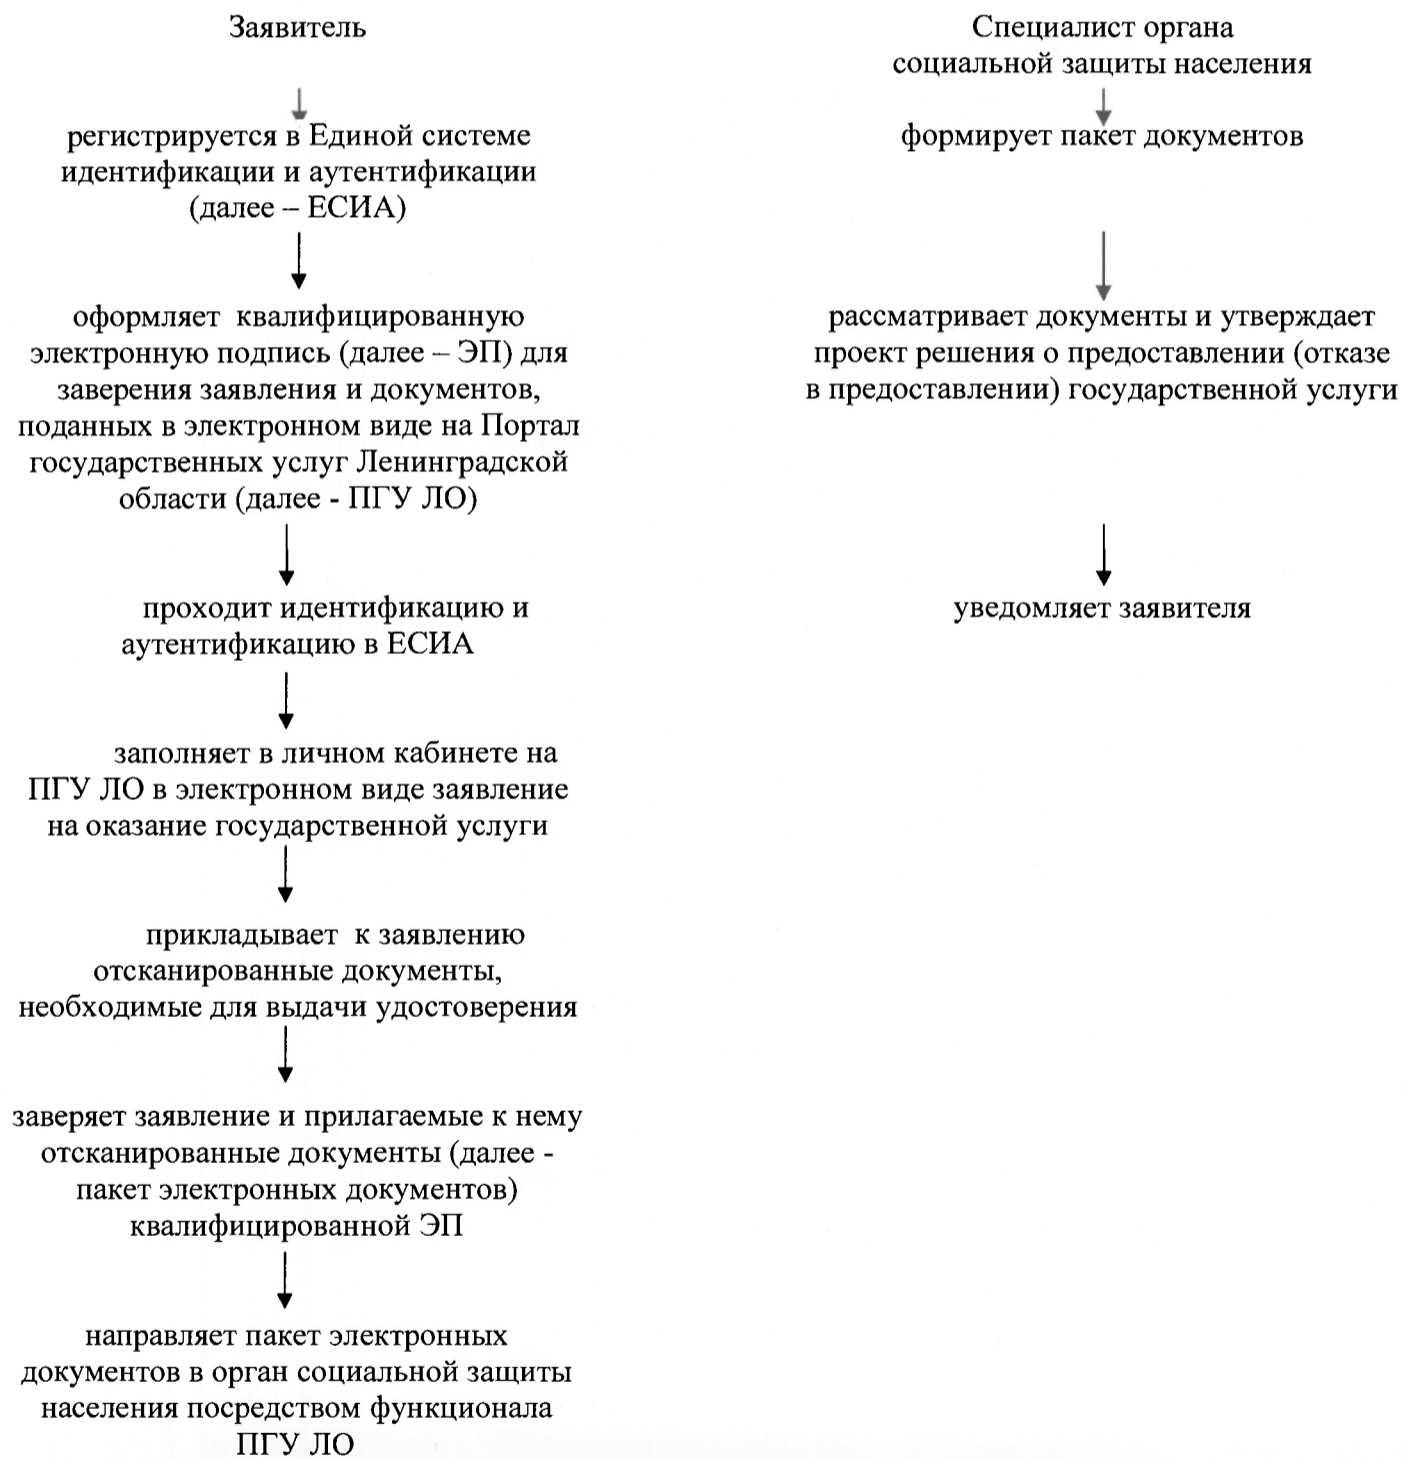 Заявитель
регистрируется в Единой системе
идентификации и аутентификации
(далее – ЕСИА)
оформляет квалифицированную
электронную подпись (далее – ЭП) для
заверения заявления и документов,
поданных в электронном виде на Портал
государственных услуг Ленинградской
области (далее - ПГУ ЛО)
проходит идентификацию и
аутентификацию в ЕСИА
заполняет в личном кабинете на
ПГУ ЛО в электронном виде заявление
на оказание государственной услуги
прикладывает к заявлению
отсканированные документы,
необходимые для выдачи удостоверения
заверяет заявление и прилагаемые к нему
отсканированные документы (далее -
пакет электронных документов)
квалифицированной ЭП
направляет пакет электронных
документов в орган социальной защиты
населения посредством функционала
ПГУ ЛО
Специалист органа
социальной защиты населения
формирует пакет документов
рассматривает документы и утверждает
проект решения о предоставлении (отказе
в предоставлении) государственной услуги
уведомляет заявителя